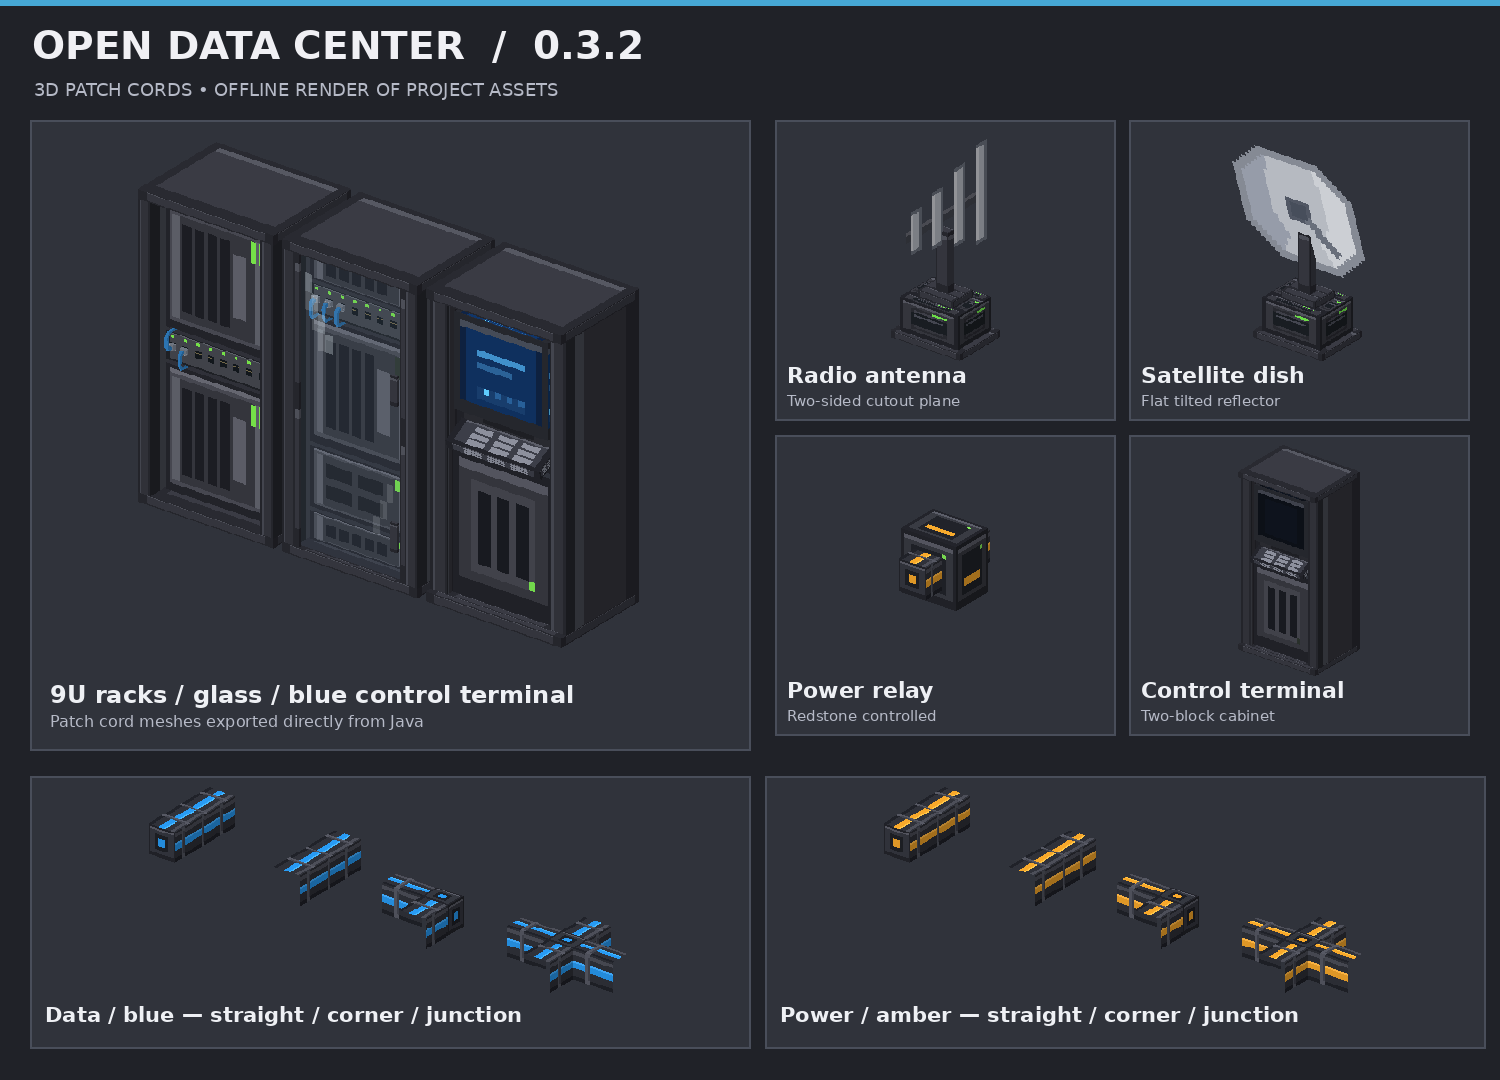 OPEN DATA CENTER / 0.3.2
3D PATCH CORDS • OFFLINE RENDER OF PROJECT ASSETS
9U racks / glass / blue control terminal
Patch cord meshes exported directly from Java
Radio antenna
Two-sided cutout plane
Satellite dish
Flat tilted reflector
Power relay
Redstone controlled
Control terminal
Two-block cabinet
Data / blue — straight / corner / junction
Power / amber — straight / corner / junction